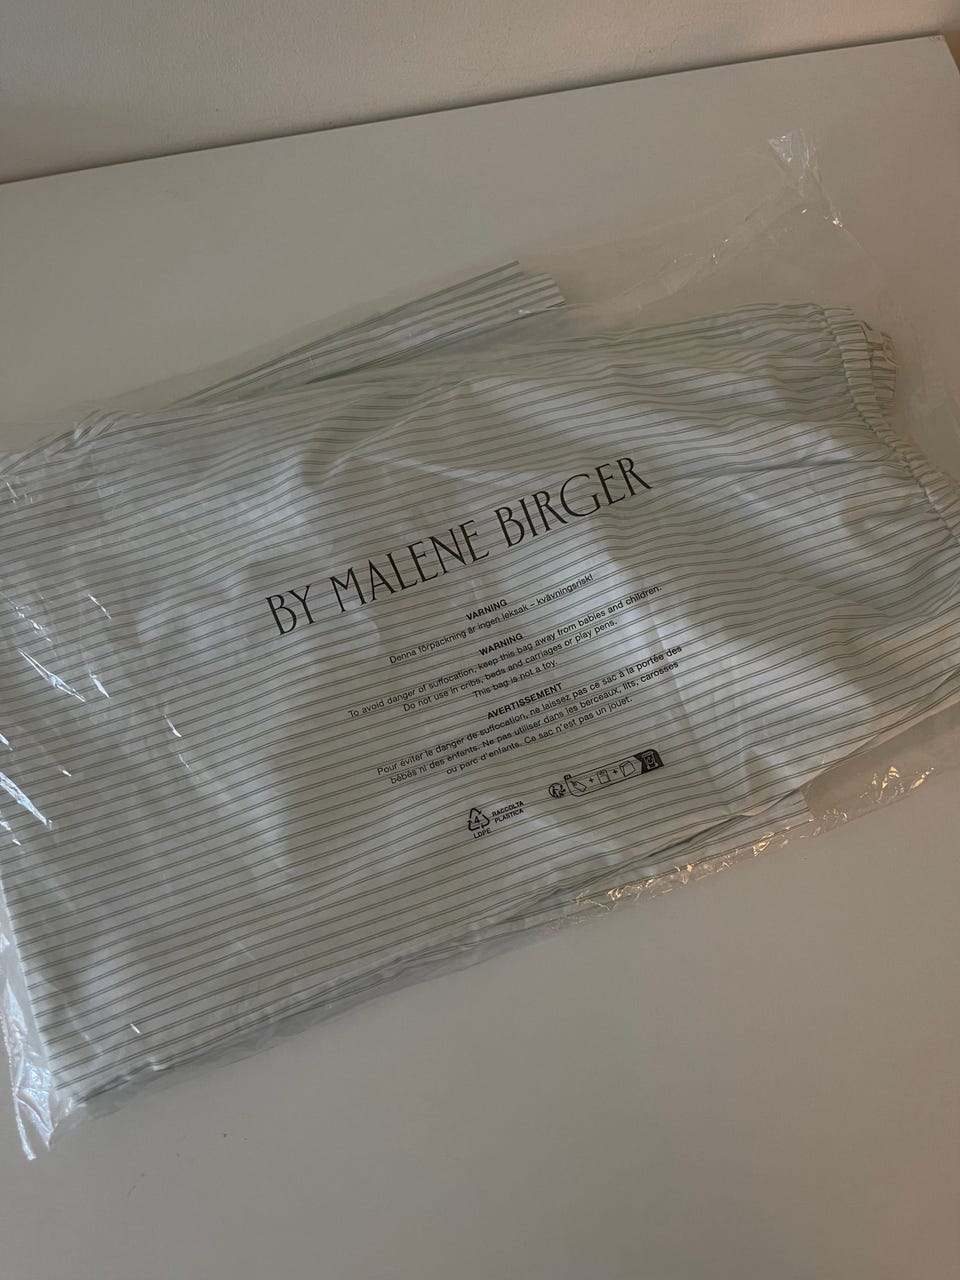 BY MALENE BIRGER
VARNING
Denna förpackning är ingen leksak – kvävningsrisk!
WARNING
To avoid danger of suffocation, keep this bag away from babies and children.
Do not use in cribs, beds and carriages or play pens.
This bag is not a toy.
AVERTISSEMENT
Pour éviter le danger de suffocation, ne laissez pas ce sac à la portée des
bébés ni des enfants. Ne pas utiliser dans les berceaux, lits, carosses
ou parc d'enfants. Ce sac n'est pas un jouet.
4
LDPE
RACCOLTA
PLASTICA